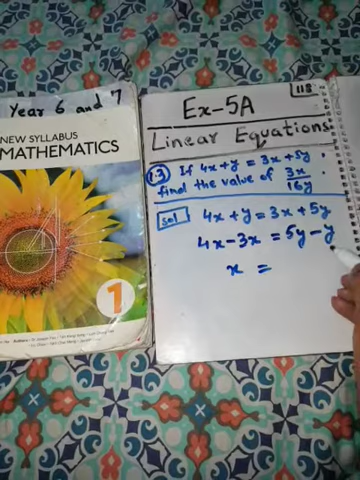 Year 6 and 7
NEW SYLLABUS
MATHEMATICS
1
118
Ex-5A
Linear Equations
13 If 4x+y = 3x+5y,
find the value of 3x/16y.
Sol
4x+y = 3x+5y
4x-3x = 5y-y
x =